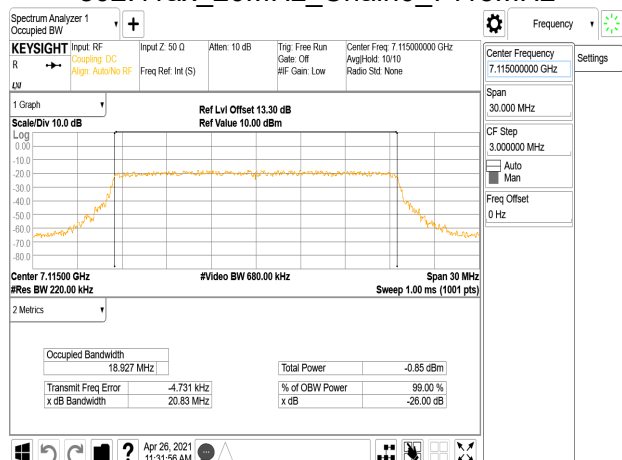 Spectrum Analyzer 1
Occupied BW
Frequency
KEYSIGHT Input: RF Input Z: 50 Ω Atten: 10 dB Trig: Free Run Center Freq: 7.115000000 GHz
R Coupling: DC Gate: Off Avg|Hold: 10/10
Align: Auto/No RF Freq Ref: Int (S) #IF Gain: Low Radio Std: None
LXI
Center Frequency
7.115000000 GHz
Settings
Span
30.000 MHz
CF Step
3.000000 MHz
Auto
Man
Freq Offset
0 Hz
1 Graph
Ref Lvl Offset 13.30 dB
Scale/Div 10.0 dB Ref Value 10.00 dBm
Log
0.00
-10.0
-20.0
-30.0
-40.0
-50.0
-60.0
-80.0
Center 7.11500 GHz #Video BW 680.00 kHz Span 30 MHz
#Res BW 220.00 kHz Sweep 1.00 ms (1001 pts)
2 Metrics
Occupied Bandwidth
18.927 MHz
Total Power -0.85 dBm
Transmit Freq Error -4.731 kHz % of OBW Power 99.00 %
x dB Bandwidth 20.83 MHz x dB -26.00 dB
Apr 26, 2021
11:31:56 AM